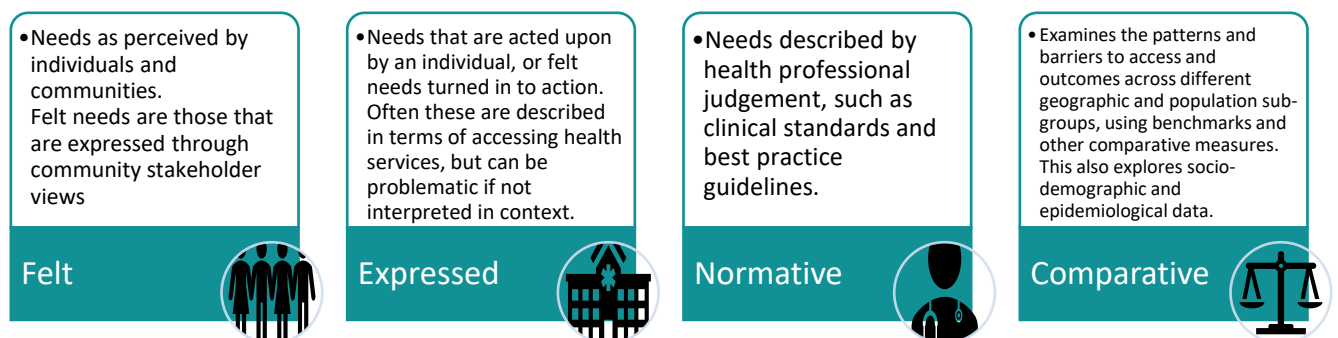 •Needs as perceived by
individuals and
communities.
Felt needs are those that
are expressed through
community stakeholder
views
Felt
•Needs that are acted upon
by an individual, or felt
needs turned in to action.
Often these are described
in terms of accessing health
services, but can be
problematic if not
interpreted in context.
Expressed
•Needs described by
health professional
judgement, such as
clinical standards and
best practice
guidelines.
Normative
•Examines the patterns and
barriers to access and
outcomes across different
geographic and population sub-
groups, using benchmarks and
other comparative measures.
This also explores socio-
demographic and
epidemiological data.
Comparative